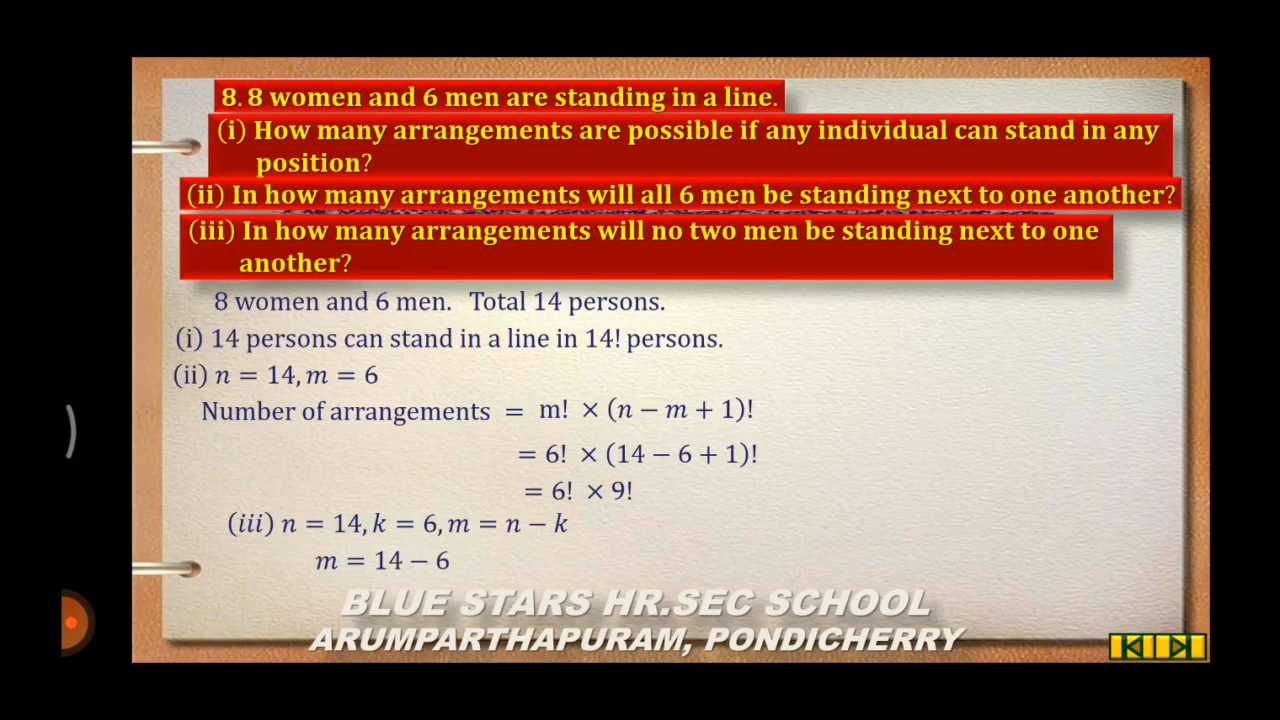 8. 8 women and 6 men are standing in a line.
(i) How many arrangements are possible if any individual can stand in any
position?
(ii) In how many arrangements will all 6 men be standing next to one another?
(iii) In how many arrangements will no two men be standing next to one
another?
8 women and 6 men. Total 14 persons.
(i) 14 persons can stand in a line in 14! persons.
(ii) n = 14, m = 6
Number of arrangements = m! × (n − m + 1)!
= 6! × (14 − 6 + 1)!
= 6! × 9!
(iii) n = 14, k = 6, m = n − k
m = 14 − 6
BLUE STARS HR.SEC SCHOOL
ARUMPARTHAPURAM, PONDICHERRY